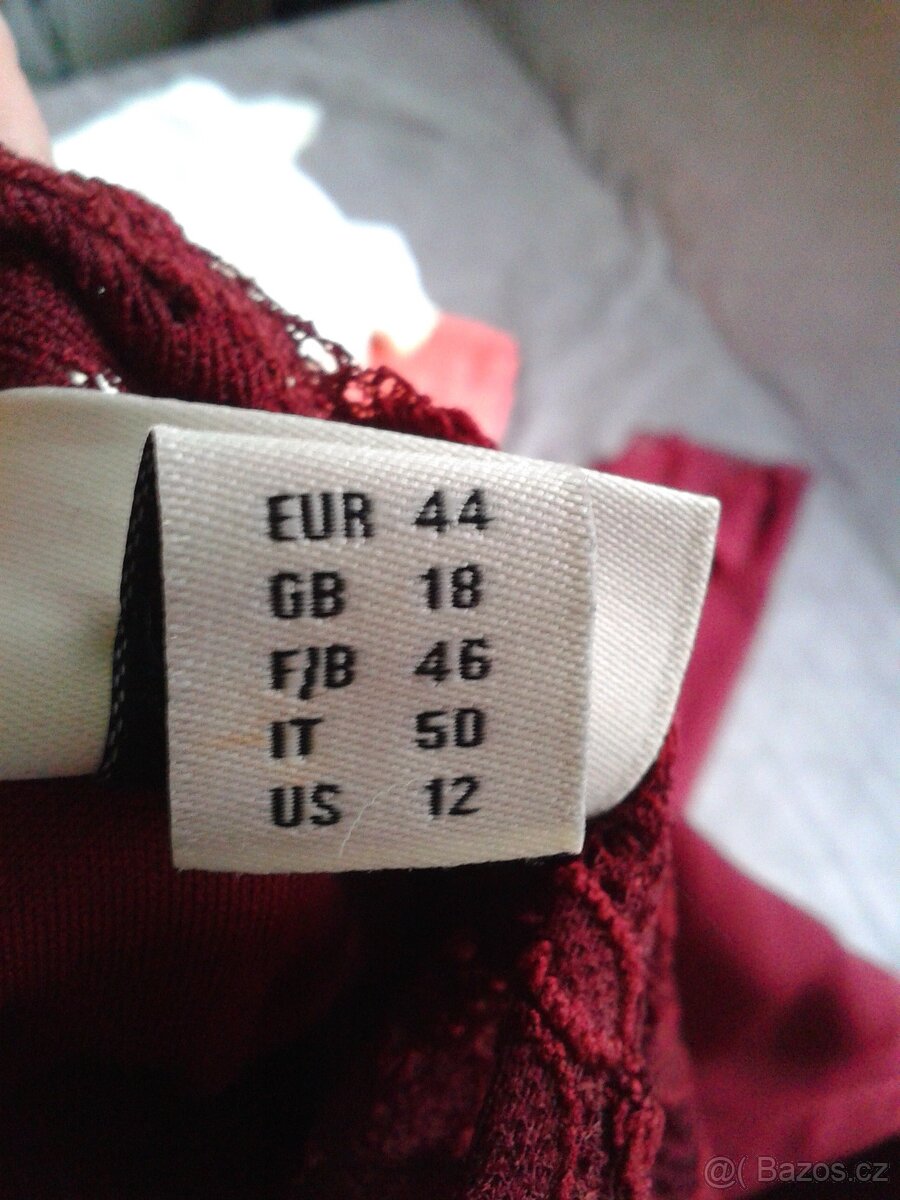 EUR 44
GB 18
F/B 46
IT 50
US 12
@( Bazos.cz